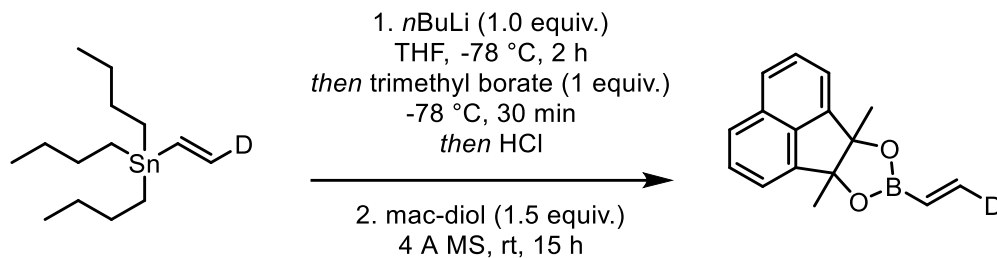 1. nBuLi (1.0 equiv.)
THF, -78 °C, 2 h
then trimethyl borate (1 equiv.)
-78 °C, 30 min
then HCl
2. mac-diol (1.5 equiv.)
4 A MS, rt, 15 h
Sn
D
O
O
B
D